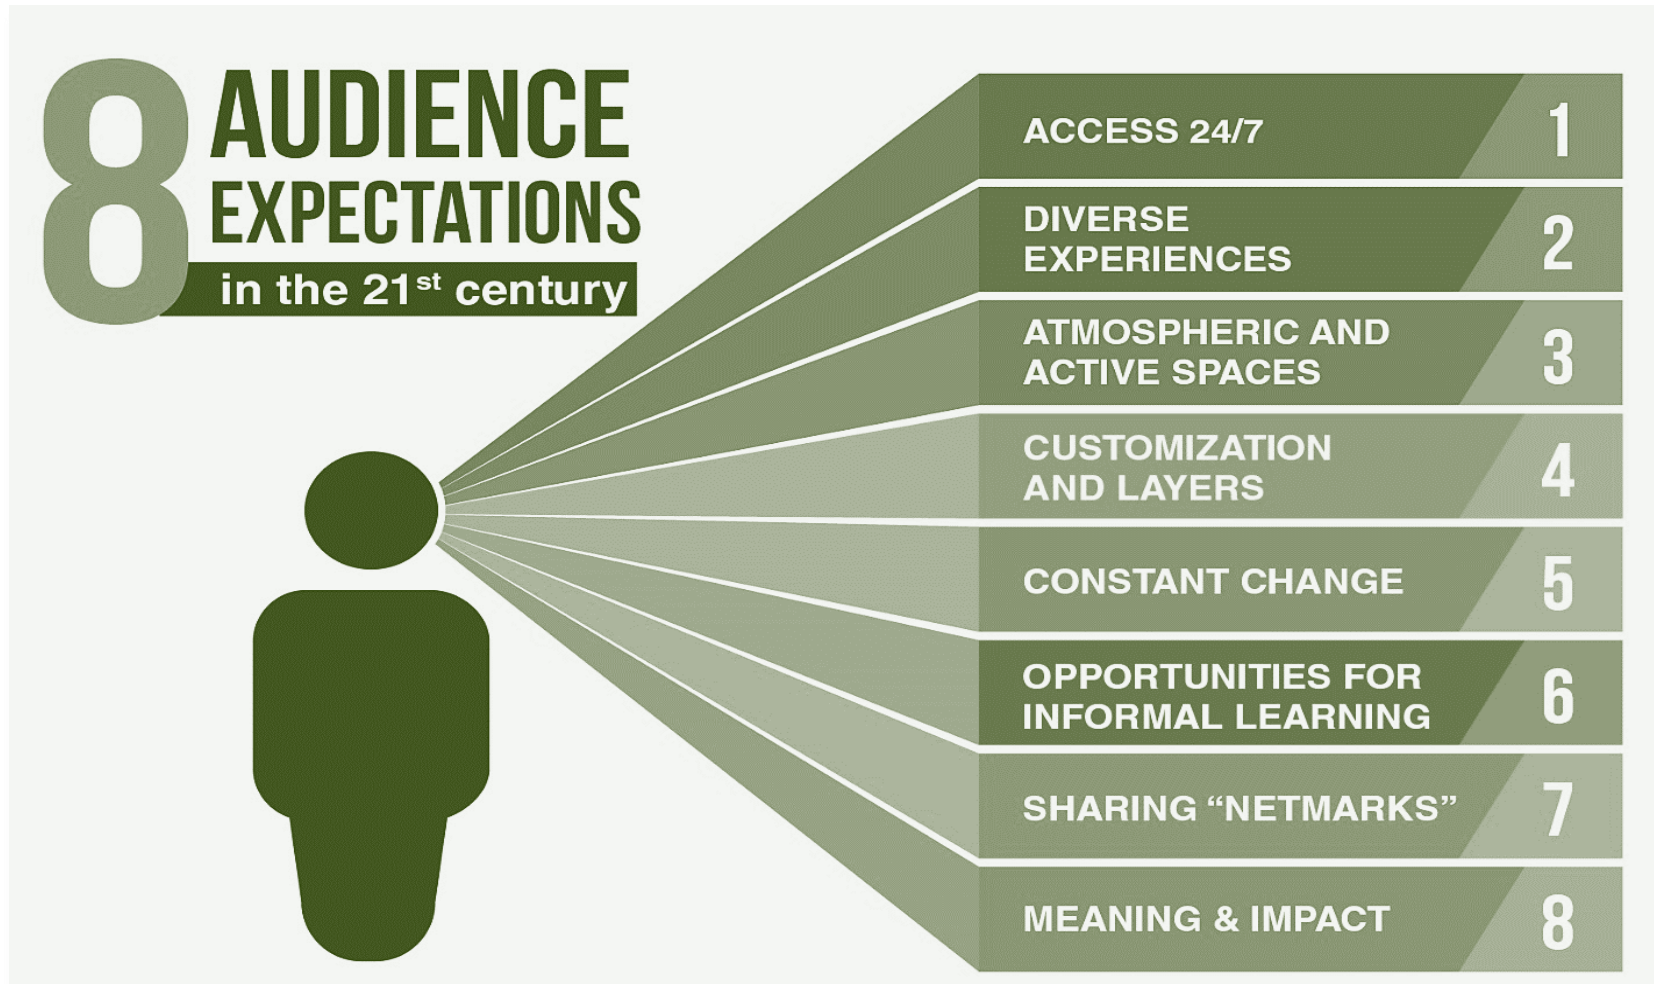 8 AUDIENCE
EXPECTATIONS
in the 21st century
ACCESS 24/7
1
DIVERSE
EXPERIENCES
2
ATMOSPHERIC AND
ACTIVE SPACES
3
CUSTOMIZATION
AND LAYERS
4
CONSTANT CHANGE
5
OPPORTUNITIES FOR
INFORMAL LEARNING
6
SHARING “NETMARKS”
7
MEANING & IMPACT
8